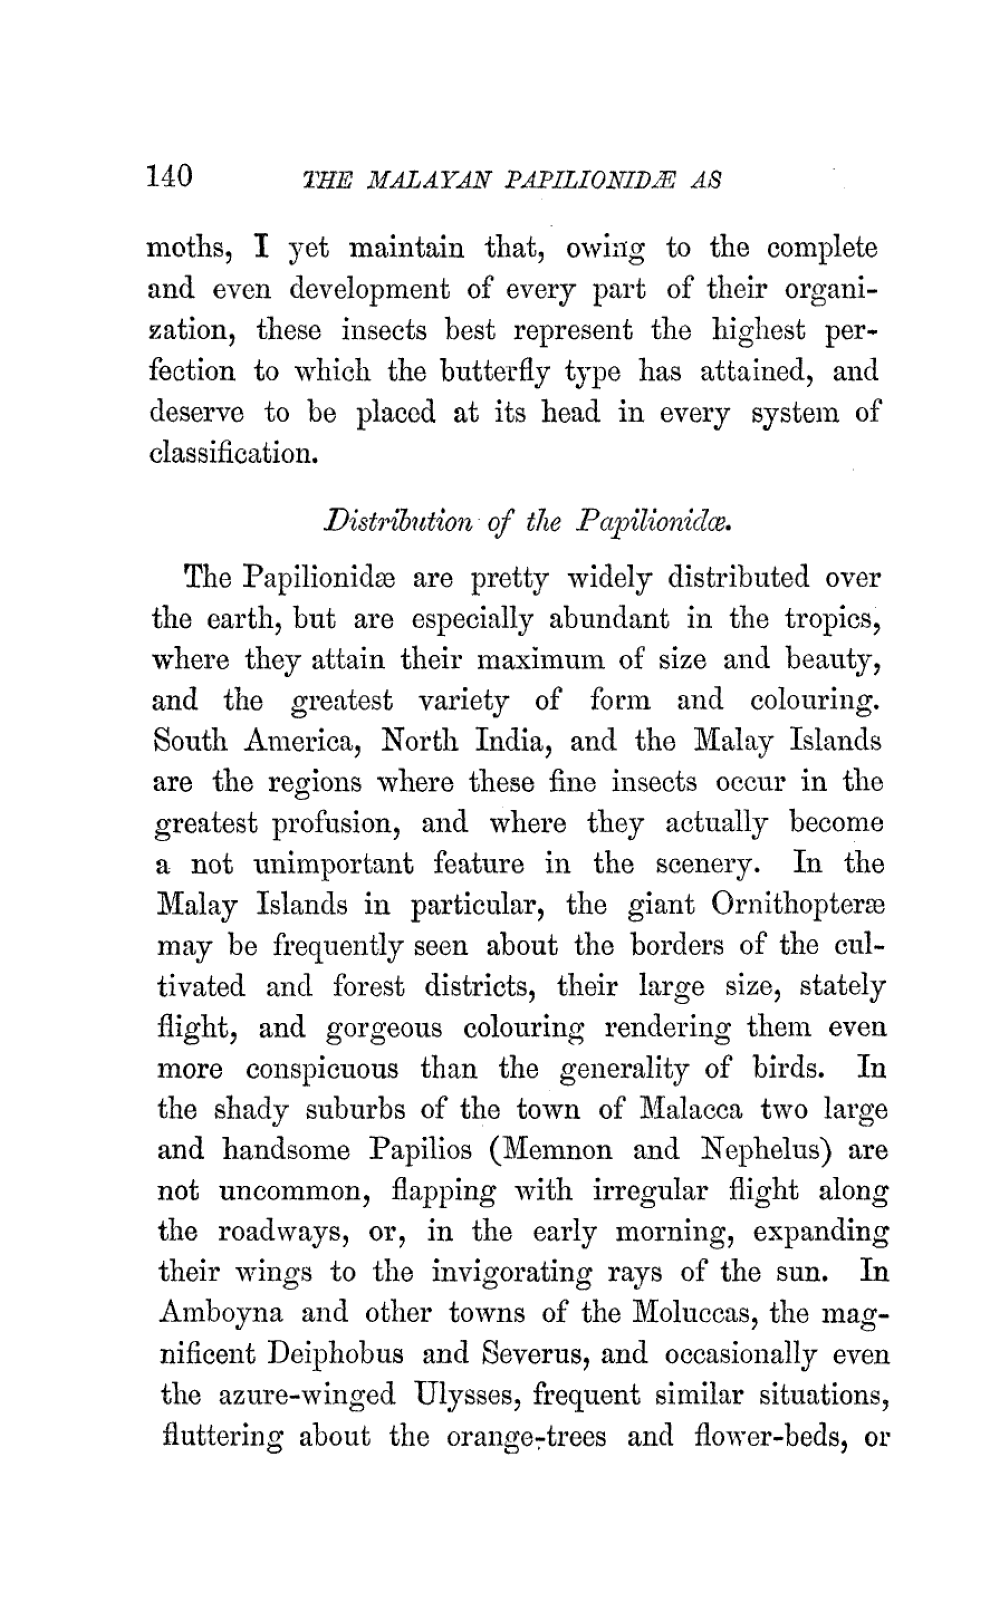 140 THE MALAYAN PAPILIONIDÆ AS
moths, I yet maintain that, owing to the complete
and even development of every part of their organi-
zation, these insects best represent the highest per-
fection to which the butterfly type has attained, and
deserve to be placed at its head in every system of
classification.
Distribution of the Papilionidæ.
The Papilionidæ are pretty widely distributed over
the earth, but are especially abundant in the tropics,
where they attain their maximum of size and beauty,
and the greatest variety of form and colouring.
South America, North India, and the Malay Islands
are the regions where these fine insects occur in the
greatest profusion, and where they actually become
a not unimportant feature in the scenery. In the
Malay Islands in particular, the giant Ornithopteræ
may be frequently seen about the borders of the cul-
tivated and forest districts, their large size, stately
flight, and gorgeous colouring rendering them even
more conspicuous than the generality of birds. In
the shady suburbs of the town of Malacca two large
and handsome Papilios (Memnon and Nephelus) are
not uncommon, flapping with irregular flight along
the roadways, or, in the early morning, expanding
their wings to the invigorating rays of the sun. In
Amboyna and other towns of the Moluccas, the mag-
nificent Deiphobus and Severus, and occasionally even
the azure-winged Ulysses, frequent similar situations,
fluttering about the orange-trees and flower-beds, or